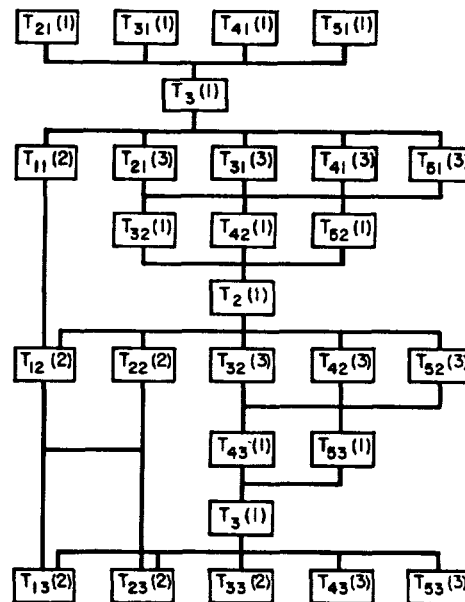 T21(1) T31(1) T41(1) T51(1)
T3(1)
T11(2) T21(3) T31(3) T41(3) T51(3)
T32(1) T42(1) T52(1)
T2(1)
T12(2) T22(2) T32(3) T42(3) T52(3)
T43(1) T53(1)
T3(1)
T13(2) T23(2) T33(2) T43(3) T53(3)